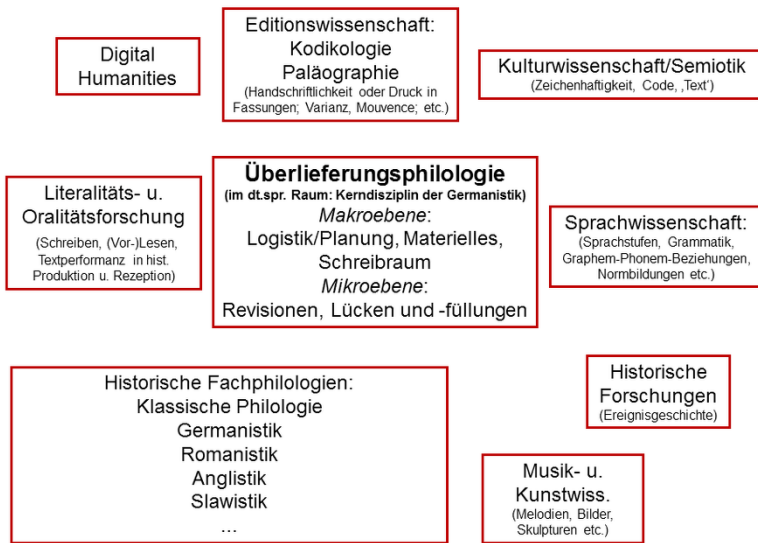 Digital
Humanities
Editionswissenschaft:
Kodikologie
Paläographie
(Handschriftlichkeit oder Druck in
Fassungen; Varianz, Mouvence; etc.)
Kulturwissenschaft/Semiotik
(Zeichenhaftigkeit, Code, ‚Text’)
Literalitäts- u.
Oralitätsforschung
(Schreiben, (Vor-)Lesen,
Textperformanz in hist.
Produktion u. Rezeption)
Überlieferungsphilologie
(im dt.spr. Raum: Kerndisziplin der Germanistik)
Makroebene:
Logistik/Planung, Materielles,
Schreibraum
Mikroebene:
Revisionen, Lücken und -füllungen
Sprachwissenschaft:
(Sprachstufen, Grammatik,
Graphem-Phonem-Beziehungen,
Normbildungen etc.)
Historische Fachphilologien:
Klassische Philologie
Germanistik
Romanistik
Anglistik
Slawistik
...
Historische
Forschungen
(Ereignisgeschichte)
Musik- u.
Kunstwiss.
(Melodien, Bilder,
Skulpturen etc.)